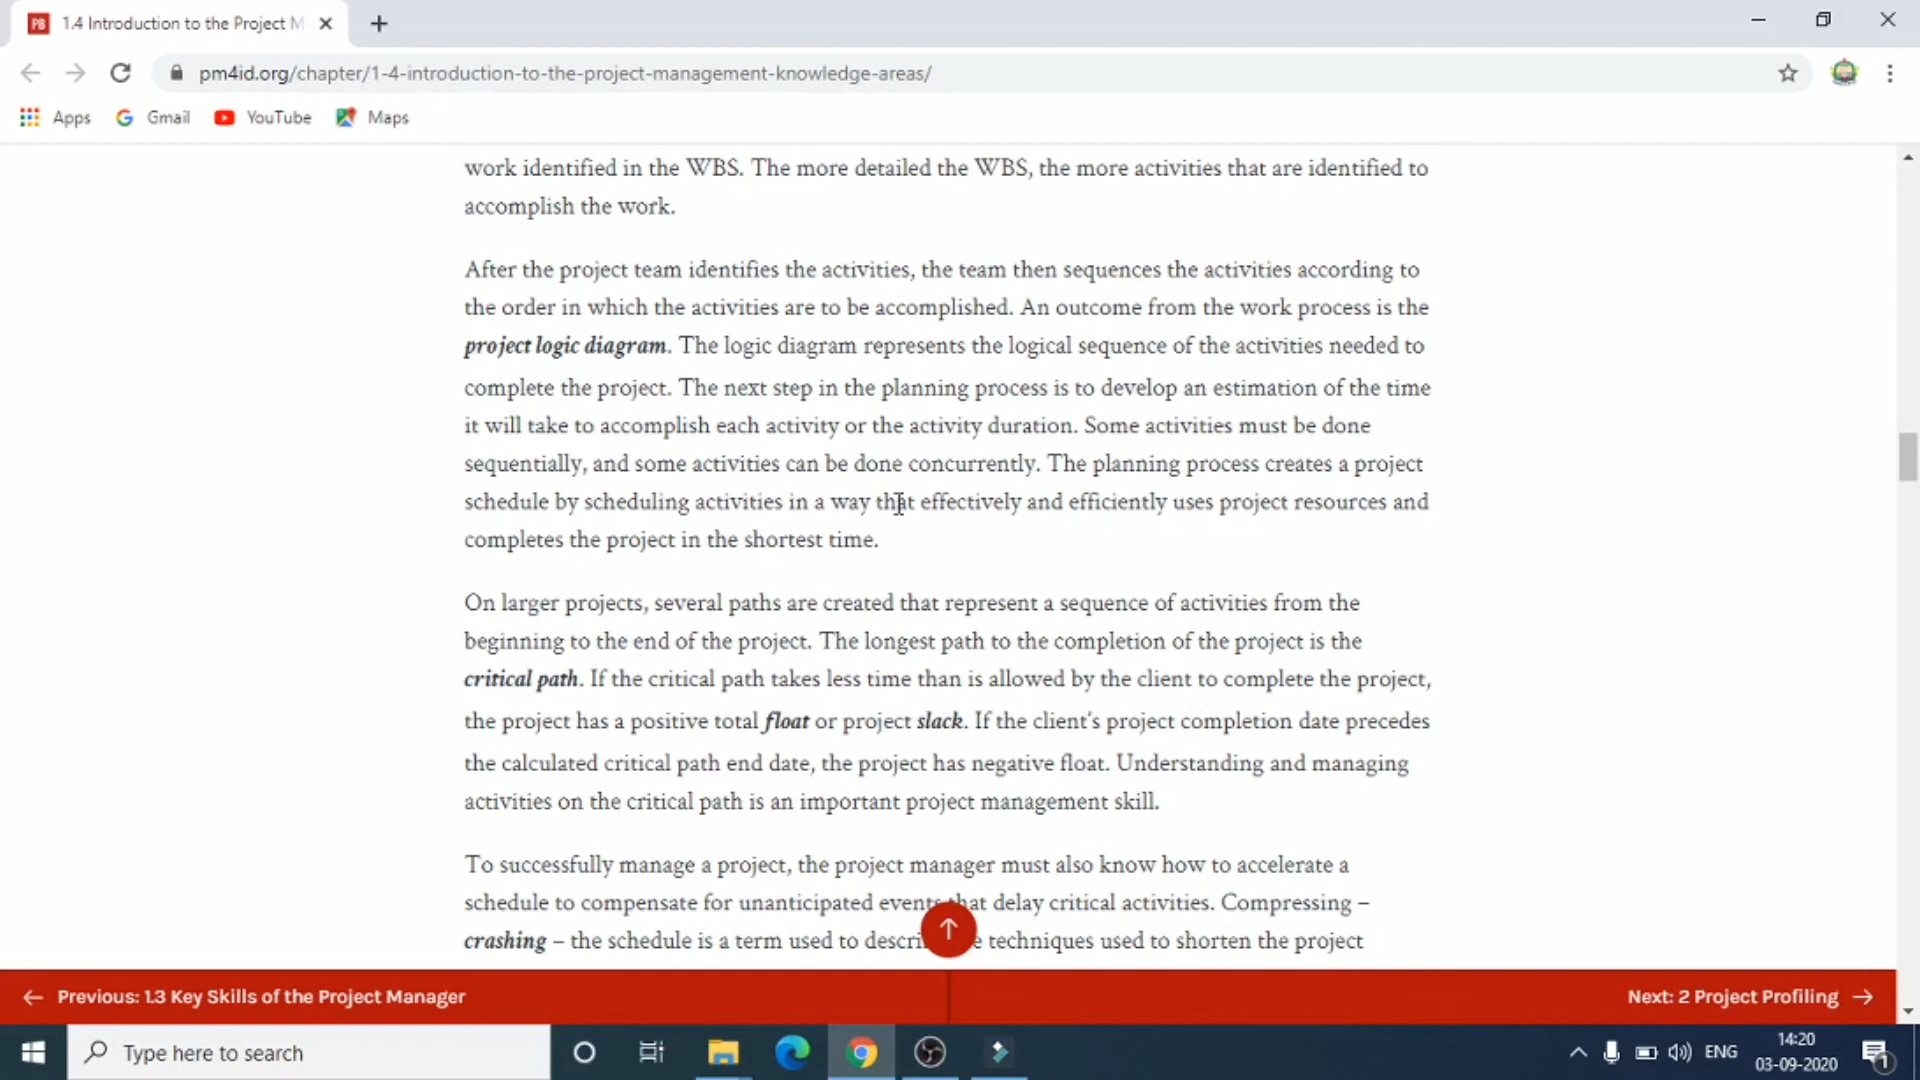 1.4 Introduction to the Project M
pm4id.org/chapter/1-4-introduction-to-the-project-management-knowledge-areas/
Apps Gmail YouTube Maps
work identified in the WBS. The more detailed the WBS, the more activities that are identified to
accomplish the work.
After the project team identifies the activities, the team then sequences the activities according to
the order in which the activities are to be accomplished. An outcome from the work process is the
project logic diagram. The logic diagram represents the logical sequence of the activities needed to
complete the project. The next step in the planning process is to develop an estimation of the time
it will take to accomplish each activity or the activity duration. Some activities must be done
sequentially, and some activities can be done concurrently. The planning process creates a project
schedule by scheduling activities in a way that effectively and efficiently uses project resources and
completes the project in the shortest time.
On larger projects, several paths are created that represent a sequence of activities from the
beginning to the end of the project. The longest path to the completion of the project is the
critical path. If the critical path takes less time than is allowed by the client to complete the project,
the project has a positive total float or project slack. If the client's project completion date precedes
the calculated critical path end date, the project has negative float. Understanding and managing
activities on the critical path is an important project management skill.
To successfully manage a project, the project manager must also know how to accelerate a
schedule to compensate for unanticipated events that delay critical activities. Compressing –
crashing – the schedule is a term used to techniques used to shorten the project
Previous: 1.3 Key Skills of the Project Manager
Next: 2 Project Profiling
Type here to search
ENG
14:20
03-09-2020
1